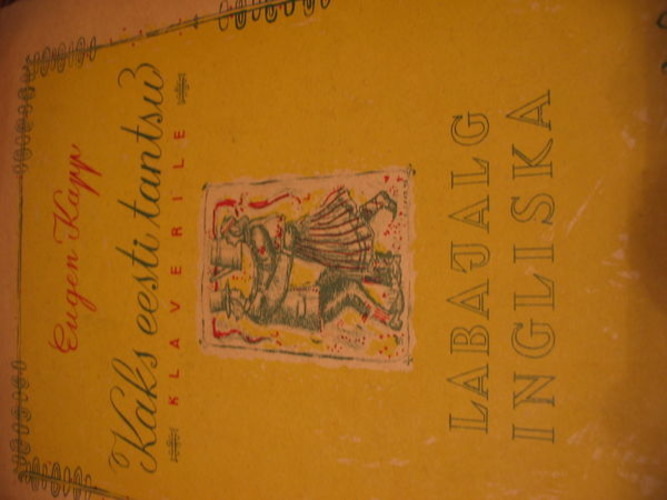 Eugen Kapp
Kaks eesti tantsu
KLAVERILE
LABAJALG
INGLISKA